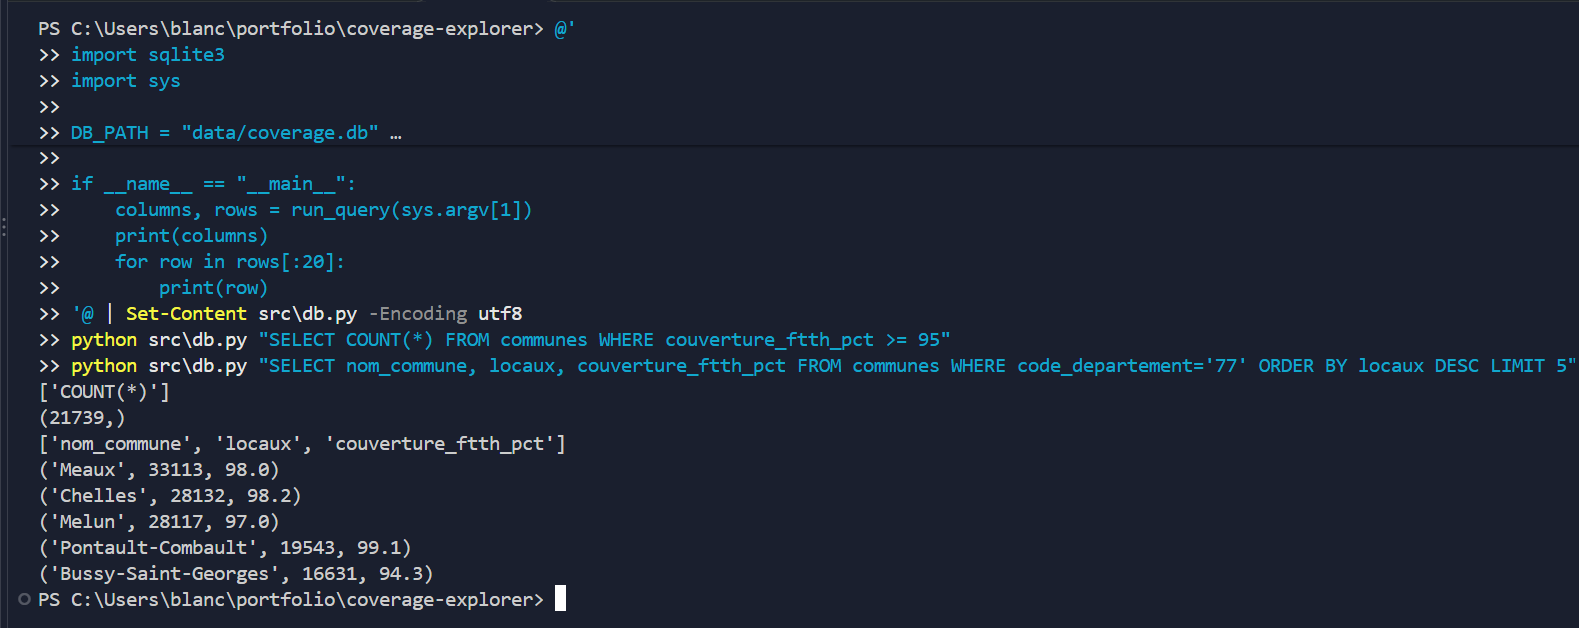 PS C:\Users\blanc\portfolio\coverage-explorer> @'
>> import sqlite3
>> import sys
>>
>> DB_PATH = "data/coverage.db" …
>>
>> if __name__ == "__main__":
>>     columns, rows = run_query(sys.argv[1])
>>     print(columns)
>>     for row in rows[:20]:
>>         print(row)
>> '@ | Set-Content src\db.py -Encoding utf8
>> python src\db.py "SELECT COUNT(*) FROM communes WHERE couverture_ftth_pct >= 95"
>> python src\db.py "SELECT nom_commune, locaux, couverture_ftth_pct FROM communes WHERE code_departement='77' ORDER BY locaux DESC LIMIT 5"
['COUNT(*)']
(21739,)
['nom_commune', 'locaux', 'couverture_ftth_pct']
('Meaux', 33113, 98.0)
('Chelles', 28132, 98.2)
('Melun', 28117, 97.0)
('Pontault-Combault', 19543, 99.1)
('Bussy-Saint-Georges', 16631, 94.3)
PS C:\Users\blanc\portfolio\coverage-explorer>